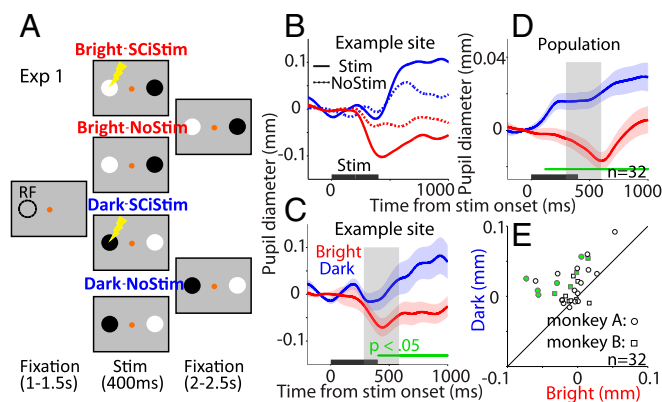 A
Exp 1
Bright-SCiStim
Bright-NoStim
RF
Dark-SCiStim
Dark-NoStim
Fixation
(1-1.5s)
Stim
(400ms)
Fixation
(2-2.5s)
B
Example site
Stim
NoStim
0.1
0
-0.1
Stim
0
500
1000
Pupil diameter (mm)
Time from stim onset (ms)
C
Example site
Bright
Dark
0.1
0
-0.1
p < .05
0
500
1000
Time from stim onset (ms)
D
Population
0.04
0
Pupil diameter (mm)
n=32
0
500
1000
E
0.1
0
-0.1
Dark (mm)
monkey A:
monkey B:
n=32
0
0.1
Bright (mm)